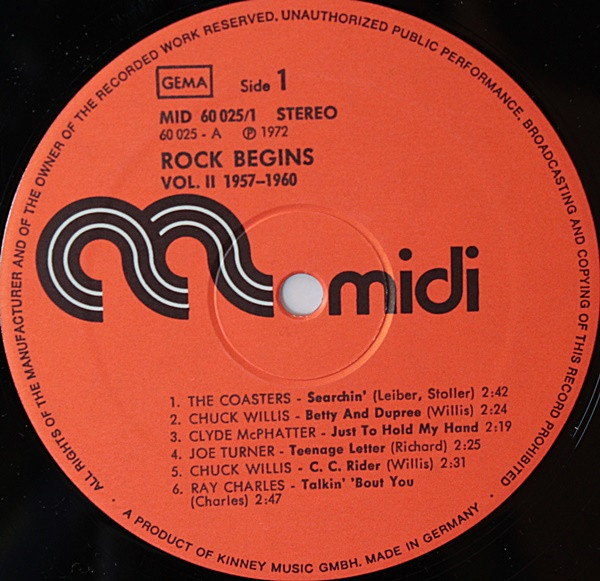 ALL RIGHTS OF THE MANUFACTURER AND OF THE OWNER OF THE RECORDED WORK RESERVED. UNAUTHORIZED PUBLIC PERFORMANCE, BROADCASTING AND COPYING OF THIS RECORD PROHIBITED
GEMA Side 1
MID 60 025/1 STEREO
60 025 - A ℗ 1972
ROCK BEGINS
VOL. II 1957–1960
midi
1. THE COASTERS - Searchin' (Leiber, Stoller) 2:42
2. CHUCK WILLIS - Betty And Dupree (Willis) 2:24
3. CLYDE McPHATTER - Just To Hold My Hand 2:19
4. JOE TURNER - Teenage Letter (Richard) 2:25
5. CHUCK WILLIS - C. C. Rider (Willis) 2:31
6. RAY CHARLES - Talkin' 'Bout You
(Charles) 2:47
· A PRODUCT OF KINNEY MUSIC GMBH. MADE IN GERMANY ·